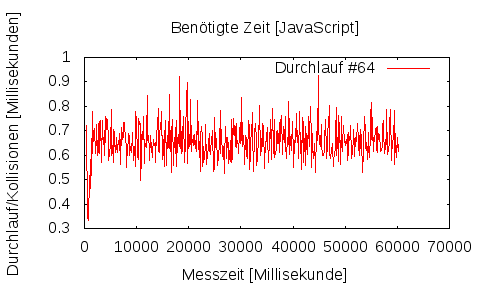 Benötigte Zeit [JavaScript]
Durchlauf/Kollisionen [Millisekunden]
1
0.9
0.8
0.7
0.6
0.5
0.4
0.3
Durchlauf #64
0 10000 20000 30000 40000 50000 60000 70000
Messzeit [Millisekunde]